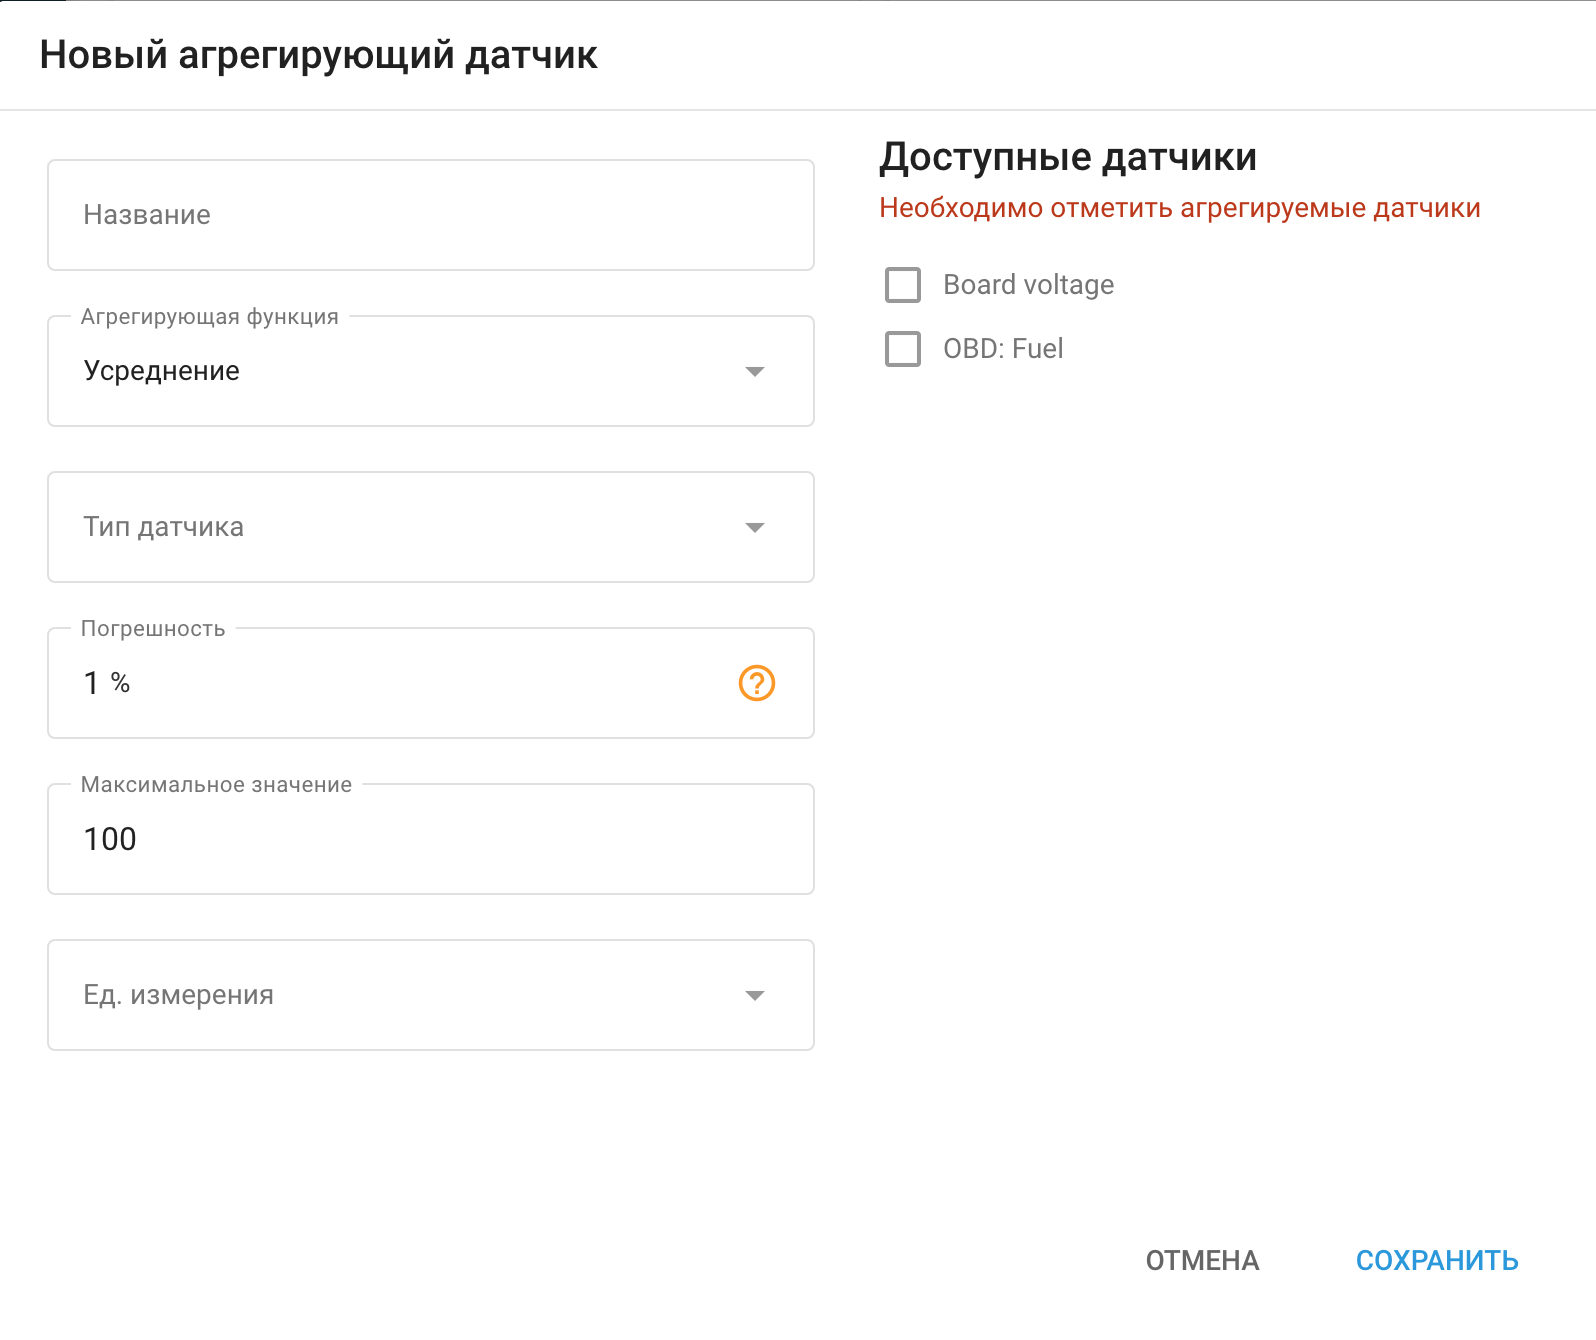 Новый агрегирующий датчик
Название
Агрегирующая функция
Усреднение
Тип датчика
Погрешность
1 %
Максимальное значение
100
Ед. измерения
Доступные датчики
Необходимо отметить агрегируемые датчики
Board voltage
OBD: Fuel
ОТМЕНА
СОХРАНИТЬ